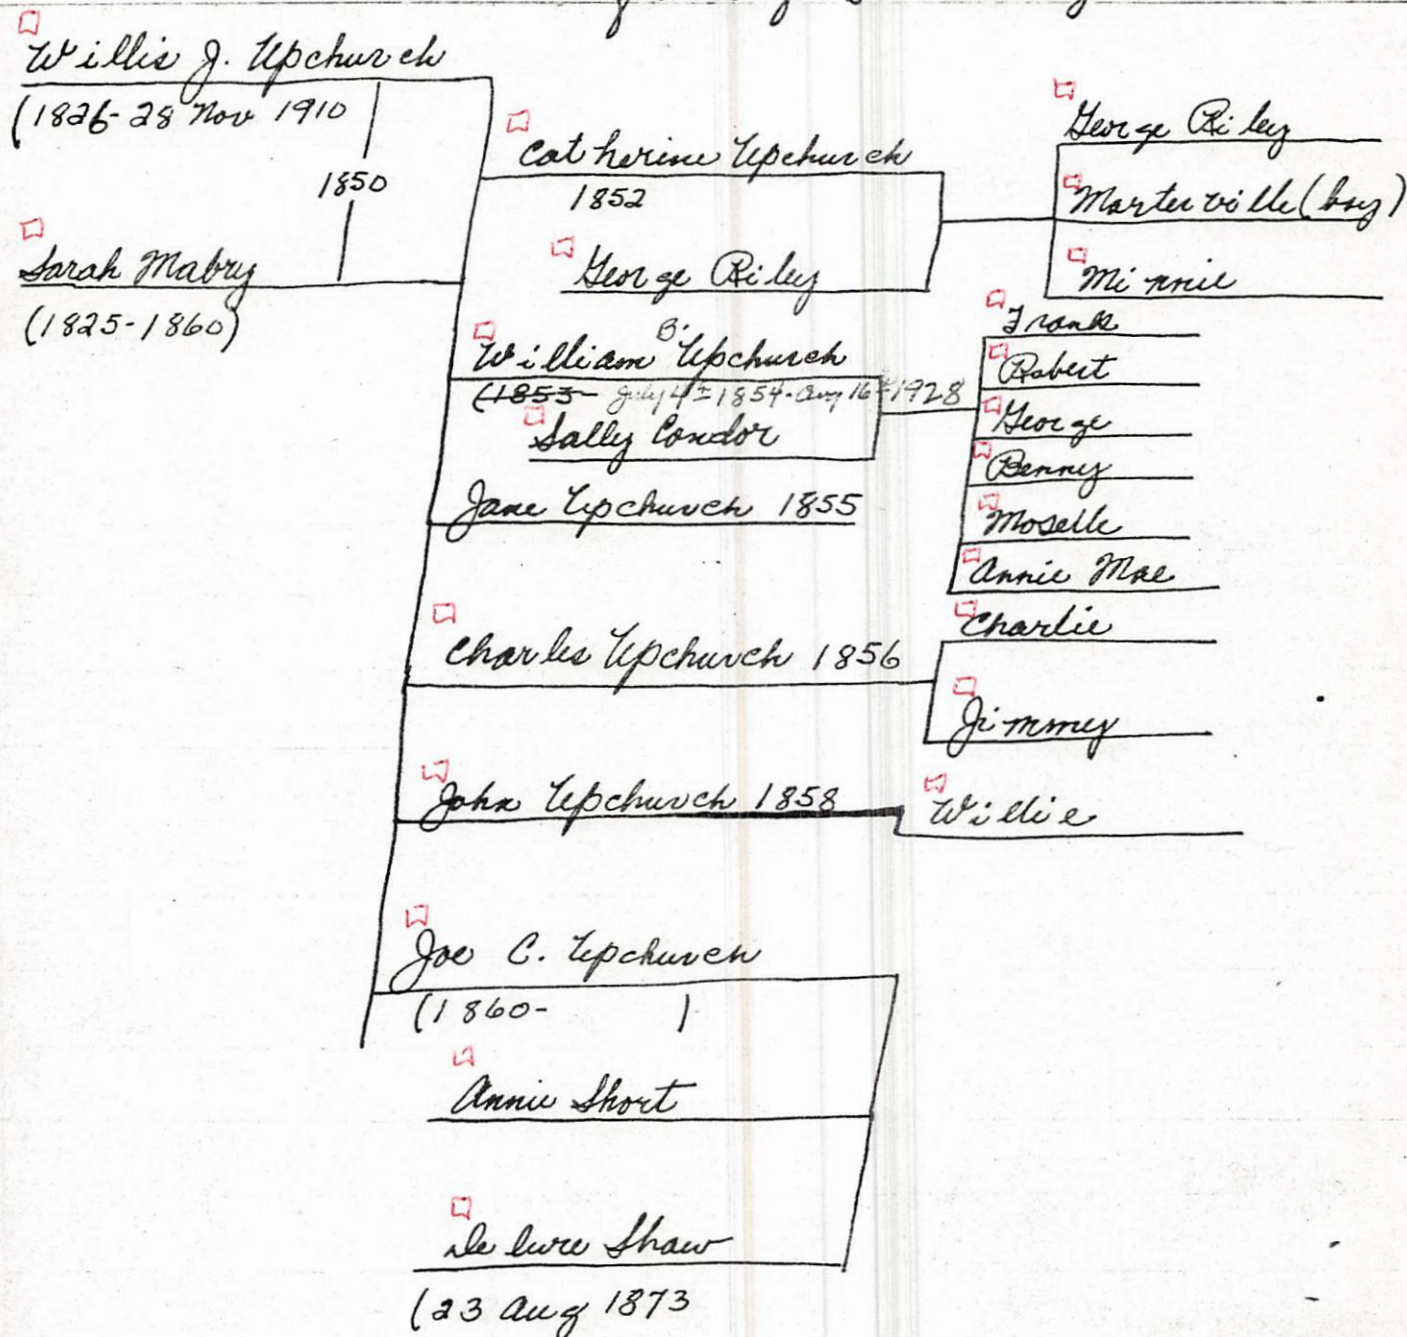 Willis J. Upchurch
(1826-28 Nov 1910
1850
Sarah Mabry
(1825-1860)
Catherine Upchurch
1852
George Riley
George Riley
Marterville (boy)
Minnie
William B. Upchurch
(1853- July 4th 1854-Aug 16th 1928
Sally Condor
Frank
Robert
George
Benny
Moselle
Annie Mae
Jane Upchurch 1855
Charles Upchurch 1856
Charlie
Jimmy
John Upchurch 1858
Willie
Joe C. Upchurch
(1860- )
Annie Short
Shaw
(23 Aug 1873